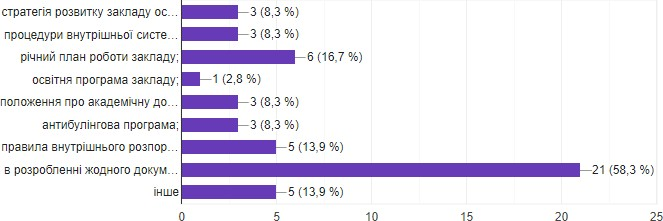 стратегія розвитку закладу ос…
3 (8,3 %)
процедури внутрішньої систе…
3 (8,3 %)
річний план роботи закладу;
6 (16,7 %)
освітня програма закладу;
1 (2,8 %)
положення про академічну до…
3 (8,3 %)
антибулінгова програма;
3 (8,3 %)
правила внутрішнього розпор…
5 (13,9 %)
в розробленні жодного докум…
21 (58,3 %)
інше
5 (13,9 %)
0 5 10 15 20 25